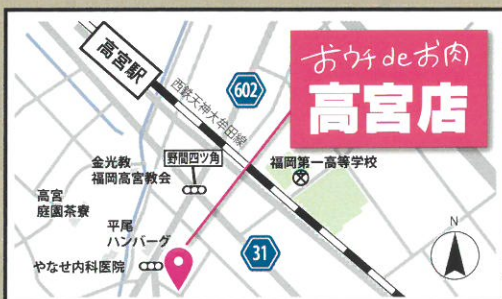 高宮駅
西鉄天神大牟田線
602
おウチdeお肉
高宮店
金光教
福岡高宮教会
野間四ツ角
福岡第一高等学校
高宮
庭園茶寮
平尾
ハンバーグ
やなせ内科医院
31
N